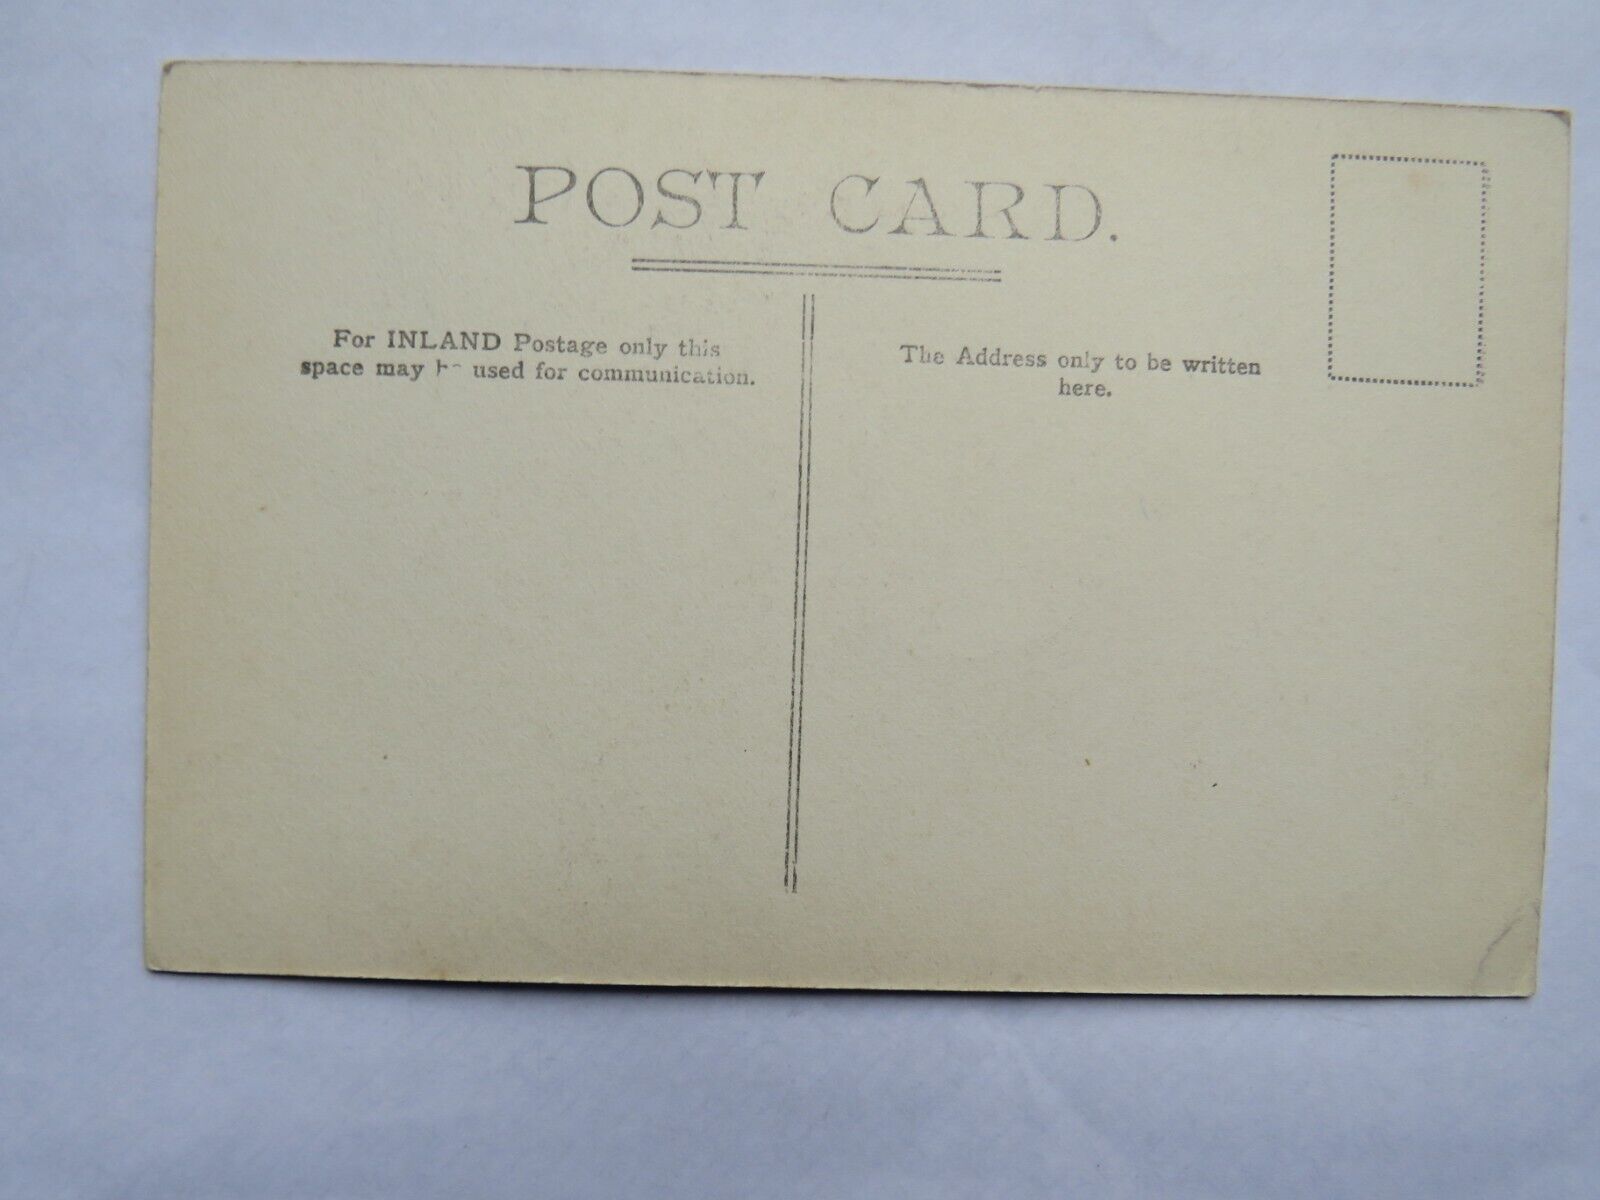 POST CARD.
For INLAND Postage only this
space may be used for communication.
The Address only to be written
here.